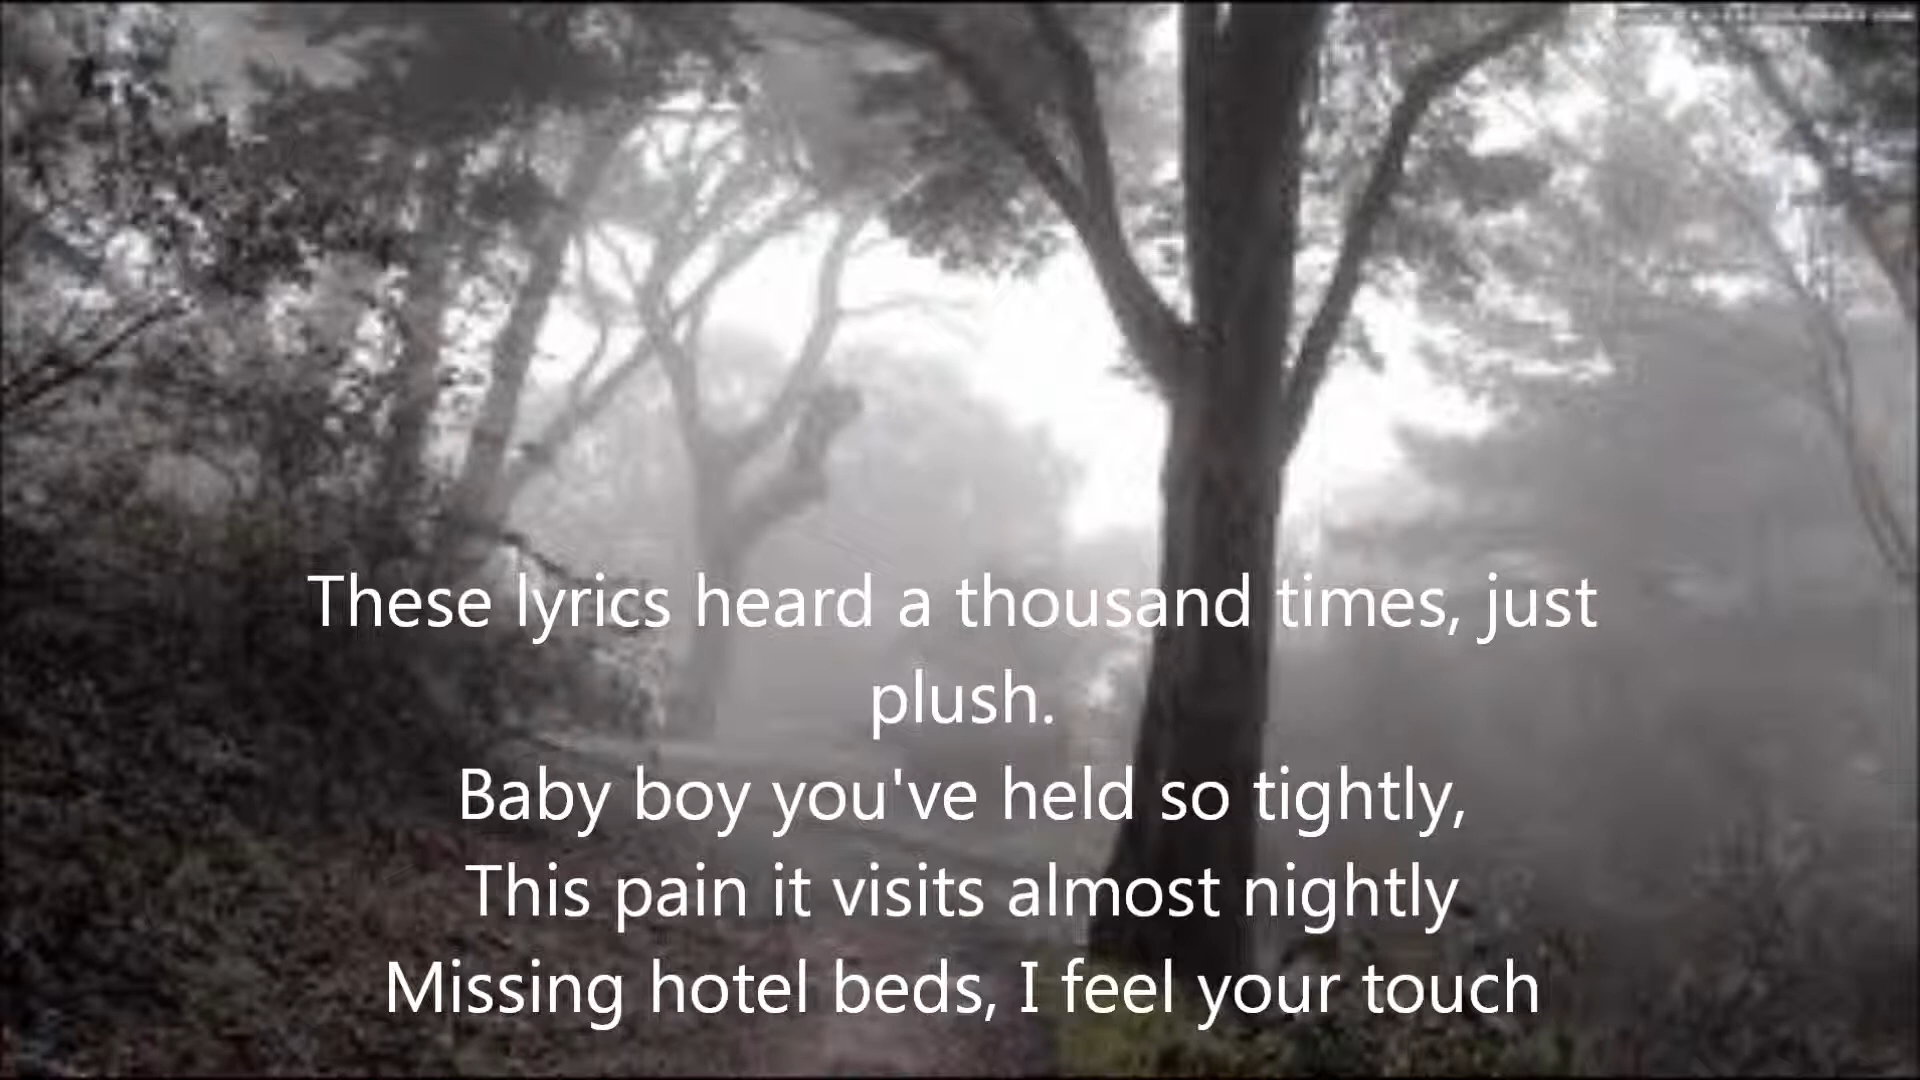 These lyrics heard a thousand times, just
plush.
Baby boy you've held so tightly,
This pain it visits almost nightly
Missing hotel beds, I feel your touch